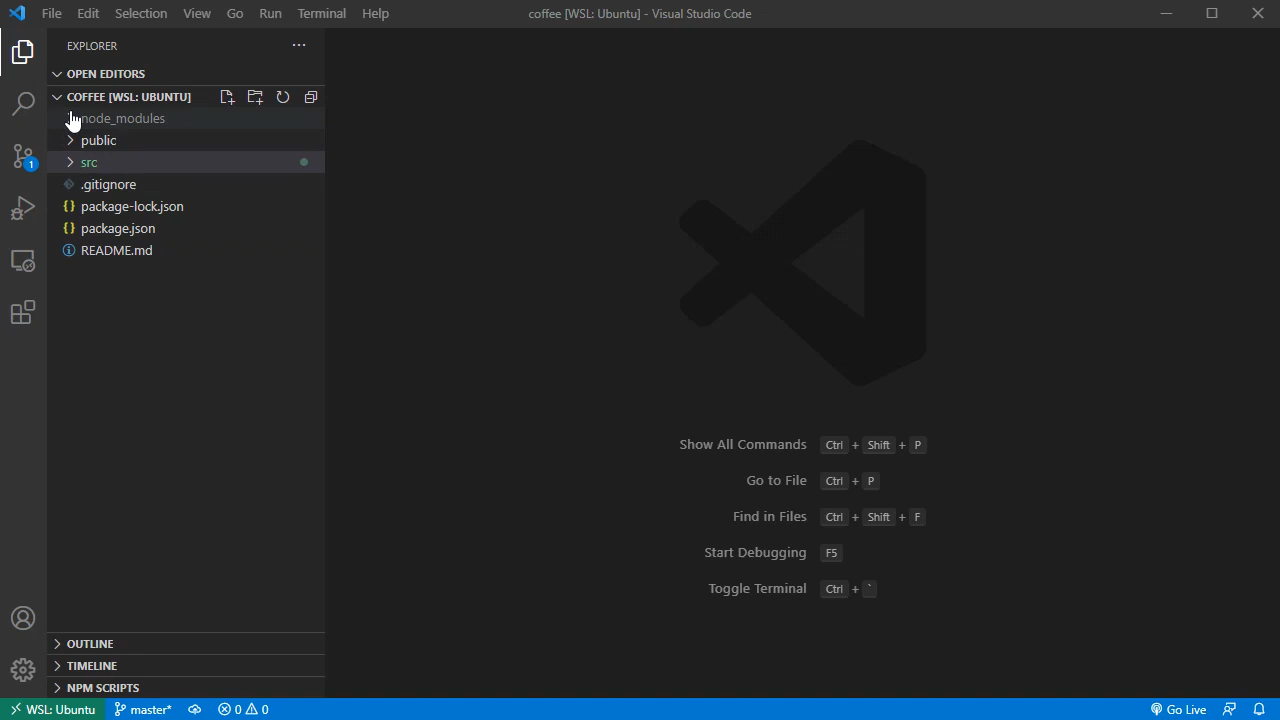 File Edit Selection View Go Run Terminal Help
coffee [WSL: Ubuntu] - Visual Studio Code
EXPLORER
OPEN EDITORS
COFFEE [WSL: UBUNTU]
node_modules
public
src
.gitignore
{} package-lock.json
{} package.json
README.md
1
Show All Commands Ctrl + Shift + P
Go to File Ctrl + P
Find in Files Ctrl + Shift + F
Start Debugging F5
Toggle Terminal Ctrl + `
OUTLINE
TIMELINE
NPM SCRIPTS
WSL: Ubuntu master* 0 0 Go Live